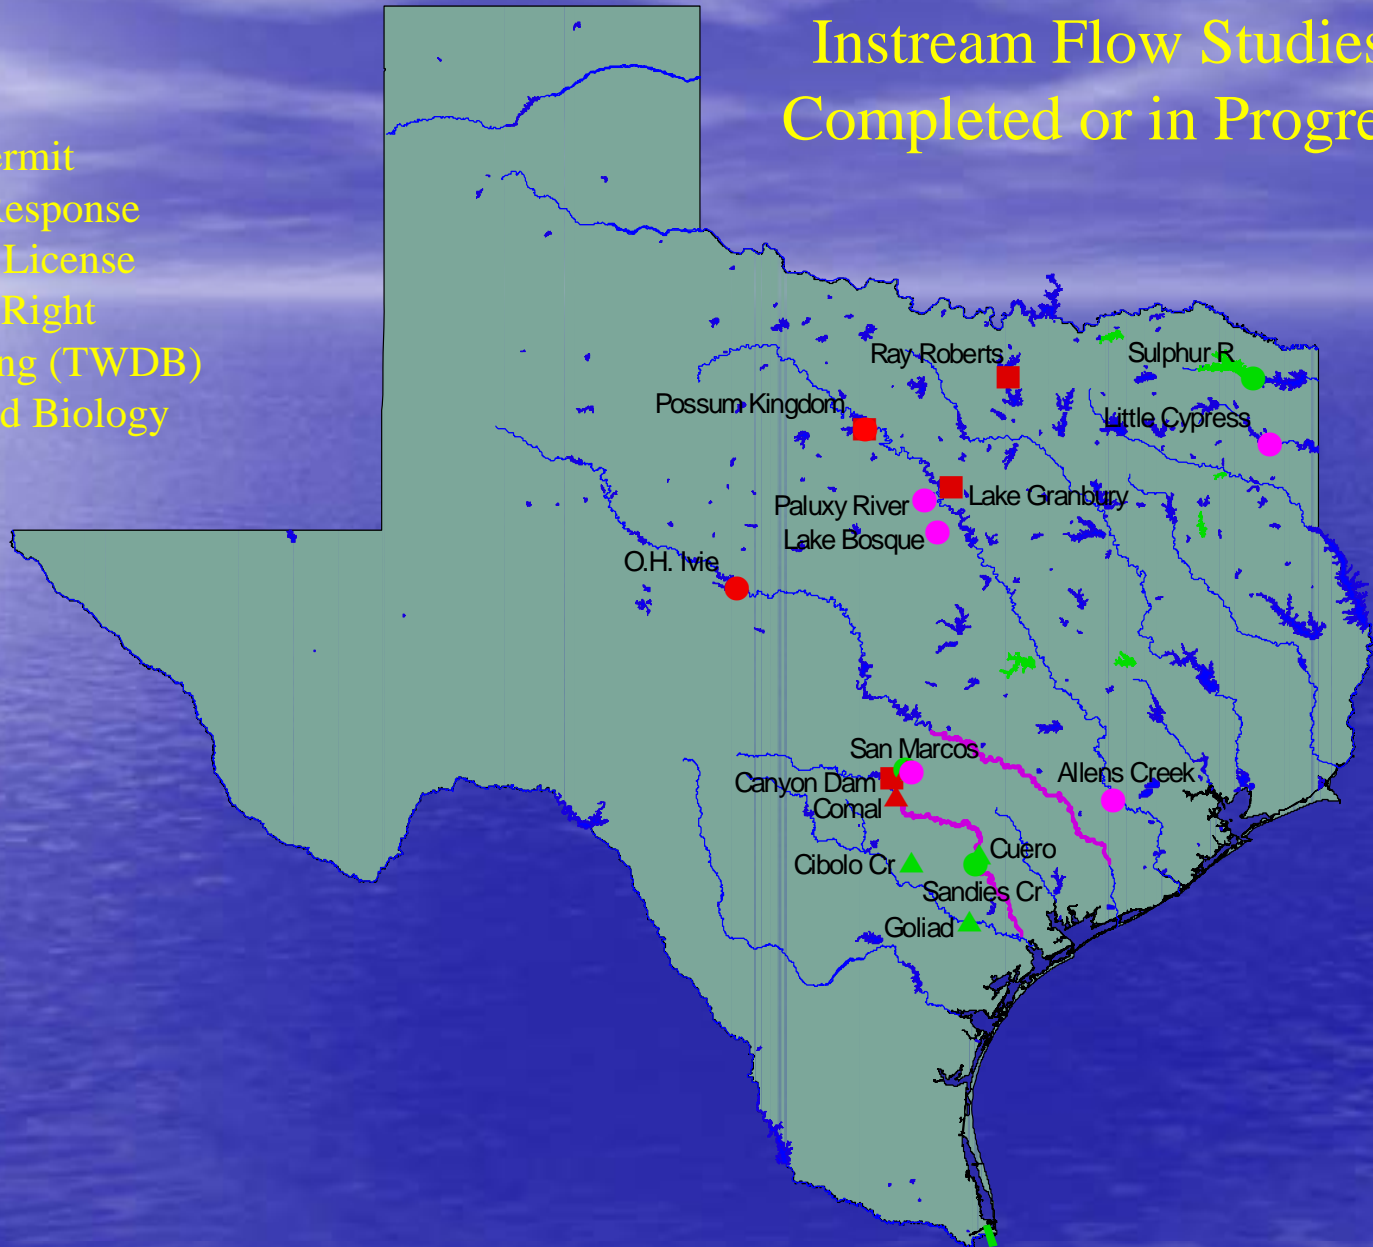 Instream Flow Studies
Completed or in Progre
ermit
Response
License
Right
ng (TWDB)
d Biology
Ray Roberts
Sulphur R
Possum Kingdom
Little Cypress
Lake Granbury
Paluxy River
Lake Bosque
O.H. Ivie
San Marcos
Canyon Dam
Allens Creek
Comal
Cibolo Cr
Cuero
Sandies Cr
Goliad